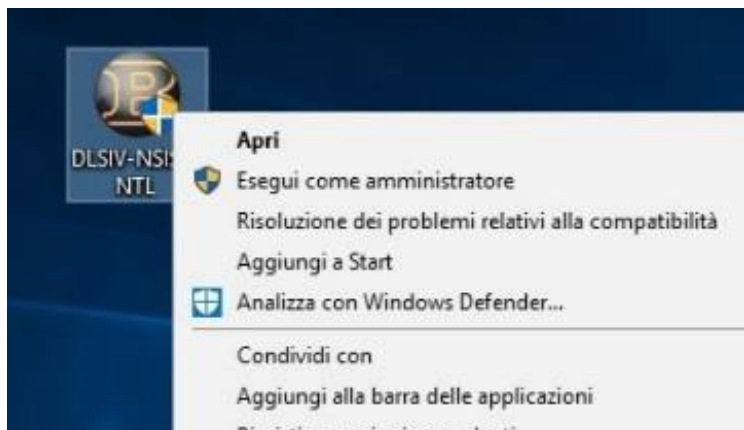 DLSIV-NSI
NTL
Apri
Esegui come amministratore
Risoluzione dei problemi relativi alla compatibilità
Aggiungi a Start
Analizza con Windows Defender...
Condividi con
Aggiungi alla barra delle applicazioni